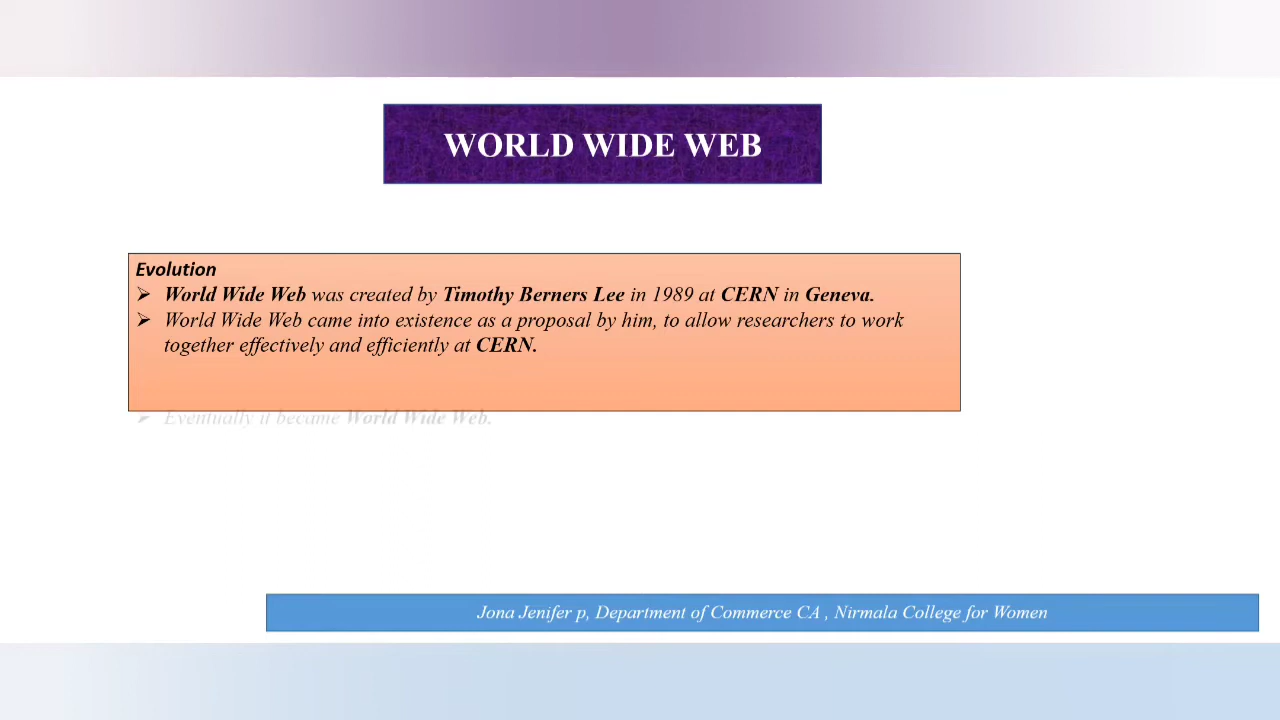 WORLD WIDE WEB
Evolution
➢ World Wide Web was created by Timothy Berners Lee in 1989 at CERN in Geneva.
➢ World Wide Web came into existence as a proposal by him, to allow researchers to work
together effectively and efficiently at CERN.
➢ Eventually it became World Wide Web.
Jona Jenifer p, Department of Commerce CA , Nirmala College for Women